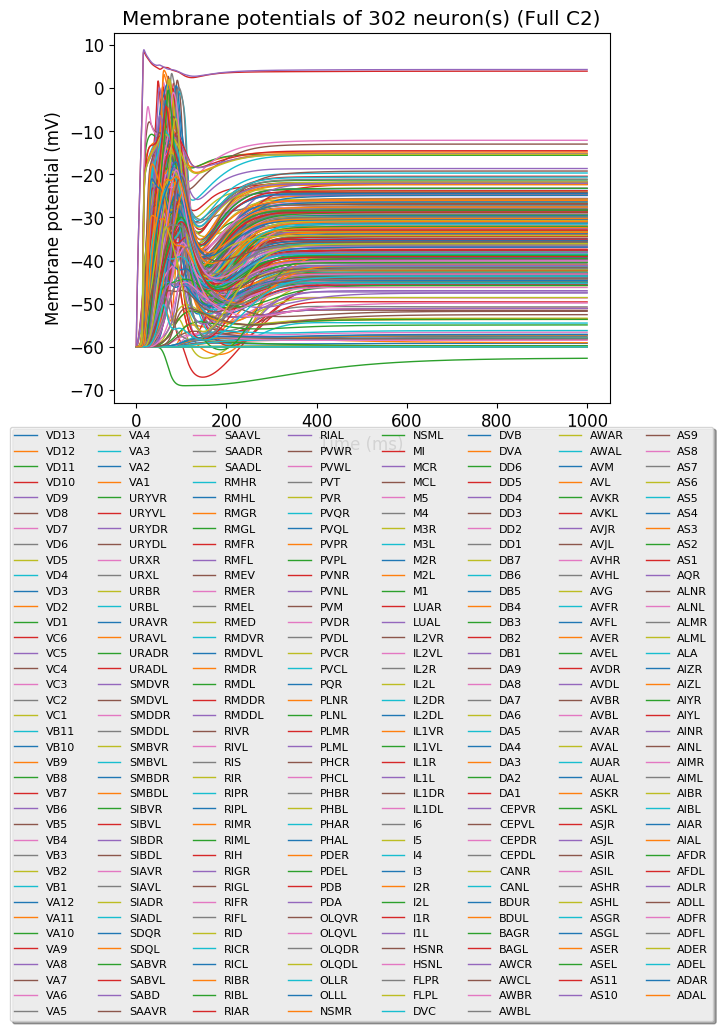 Membrane potentials of 302 neuron(s) (Full C2)
Membrane potential (mV)
10
0
−10
−20
−30
−40
−50
−60
−70
0 200 400 600 800 1000
Time (ms)
VD13 VA4 SAAVL RIAL NSML DVB AWAR AS9
VD12 VA3 SAADR PVWR MI DVA AWAL AS8
VD11 VA2 SAADL PVWL MCR DD6 AVM AS7
VD10 VA1 RMHR PVT MCL DD5 AVL AS6
VD9 URYVR RMHL PVR M5 DD4 AVKR AS5
VD8 URYVL RMGR PVQR M4 DD3 AVKL AS4
VD7 URYDR RMGL PVQL M3R DD2 AVJR AS3
VD6 URYDL RMFR PVPR M3L DD1 AVJL AS2
VD5 URXR RMFL PVPL M2R DB7 AVHR AS1
VD4 URXL RMEV PVNR M2L DB6 AVHL AQR
VD3 URBR RMER PVNL M1 DB5 AVG ALNR
VD2 URBL RMEL PVM LUAR DB4 AVFR ALNL
VD1 URAVR RMED PVDR LUAL DB3 AVFL ALMR
VC6 URAVL RMDVR PVDL IL2VR DB2 AVER ALML
VC5 URADR RMDVL PVCR IL2VL DB1 AVEL ALA
VC4 URADL RMDR PVCL IL2R DA9 AVDR AIZR
VC3 SMDVR RMDL PQR IL2L DA8 AVDL AIZL
VC2 SMDVL RMDDR PLNR IL2DR DA7 AVBR AIYR
VC1 SMDDR RMDDL PLNL IL2DL DA6 AVBL AIYL
VB11 SMDDL RIVR PLMR IL1VR DA5 AVAR AINR
VB10 SMBVR RIVL PLML IL1VL DA4 AVAL AINL
VB9 SMBVL RIS PHCR IL1R DA3 AUAR AIMR
VB8 SMBDR RIR PHCL IL1L DA2 AUAL AIML
VB7 SMBDL RIPR PHBR IL1DR DA1 ASKR AIBR
VB6 SIBVR RIPL PHBL IL1DL CEPVR ASKL AIBL
VB5 SIBVL RIMR PHAR I6 CEPVL ASJR AIAR
VB4 SIBDR RIML PHAL I5 CEPDR ASJL AIAL
VB3 SIBDL RIH PDER I4 CEPDL ASIR AFDR
VB2 SIAVR RIGR PDEL I3 CANR ASIL AFDL
VB1 SIAVL RIGL PDB I2R CANL ASHR ADLR
VA12 SIADR RIFR PDA I2L BDUR ASHL ADLL
VA11 SIADL RIFL OLQVR I1R BDUL ASGR ADFR
VA10 SDQR RID OLQVL I1L BAGR ASGL ADFL
VA9 SDQL RICR OLQDR HSNR BAGL ASER ADER
VA8 SABVR RICL OLQDL HSNL AWCR ASEL ADEL
VA7 SABVL RIBR OLLR FLPR AWCL AS11 ADAR
VA6 SABD RIBL OLLL FLPL AWBR AS10 ADAL
VA5 SAAVR RIAR NSMR DVC AWBL